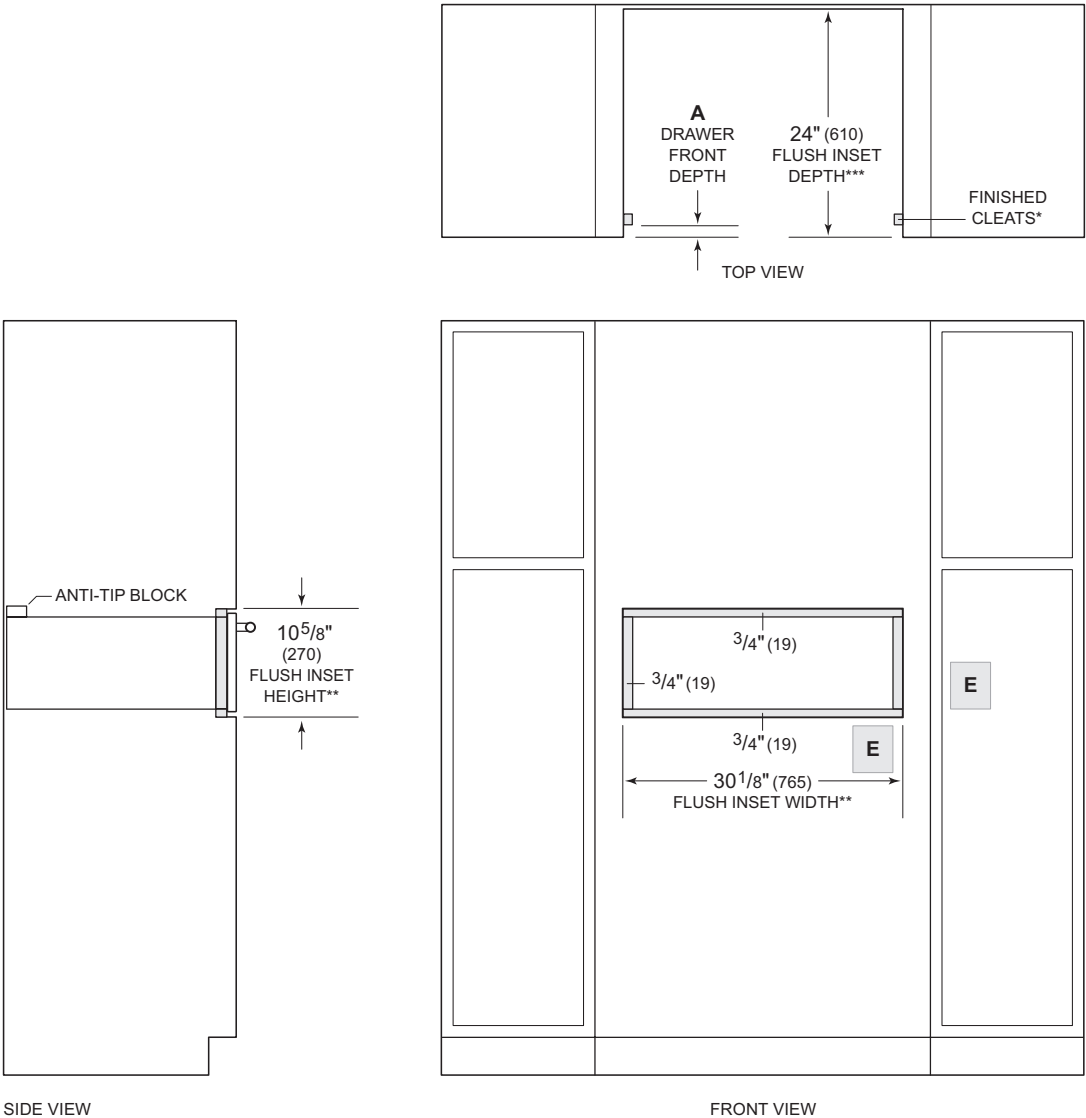 A
DRAWER
FRONT
DEPTH
24" (610)
FLUSH INSET
DEPTH***
FINISHED
CLEATS*
TOP VIEW
ANTI-TIP BLOCK
10 5/8"
(270)
FLUSH INSET
HEIGHT**
3/4" (19)
3/4" (19)
E
3/4" (19)
E
30 1/8" (765)
FLUSH INSET WIDTH**
SIDE VIEW
FRONT VIEW